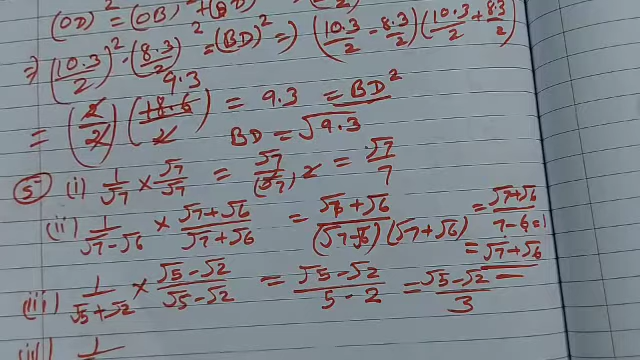 (OD)² = (OB)² + (BD)²
⇒ (10.3/2)² - (8.3/2)² = (BD)² ⇒ (10.3/2 - 8.3/2)(10.3/2 + 8.3/2)
= (2/2)(18.6/2) 9.3 = 9.3 = BD²
BD = √9.3
(5) (i) 1/√7 × √7/√7 = √7/(√7)² = √7/7
(ii) 1/√7-√6 × √7+√6/√7+√6 = √7+√6/(√7-√6)(√7+√6) = √7+√6/7-6=1
= √7+√6
(iii) 1/√5+√2 × √5-√2/√5-√2 = √5-√2/5-2 = √5-√2/3
(iv) 1